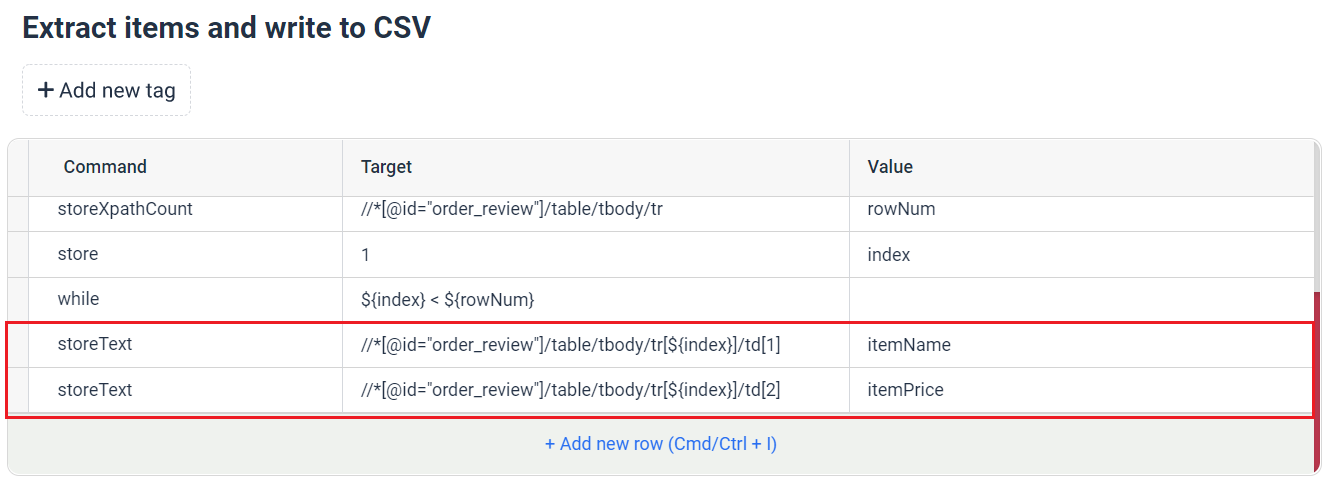 Extract items and write to CSV
+ Add new tag
Command Target Value
storeXpathCount //*[@id="order_review"]/table/tbody/tr rowNum
store 1 index
while ${index} < ${rowNum}
storeText //*[@id="order_review"]/table/tbody/tr[${index}]/td[1] itemName
storeText //*[@id="order_review"]/table/tbody/tr[${index}]/td[2] itemPrice
+ Add new row (Cmd/Ctrl + I)